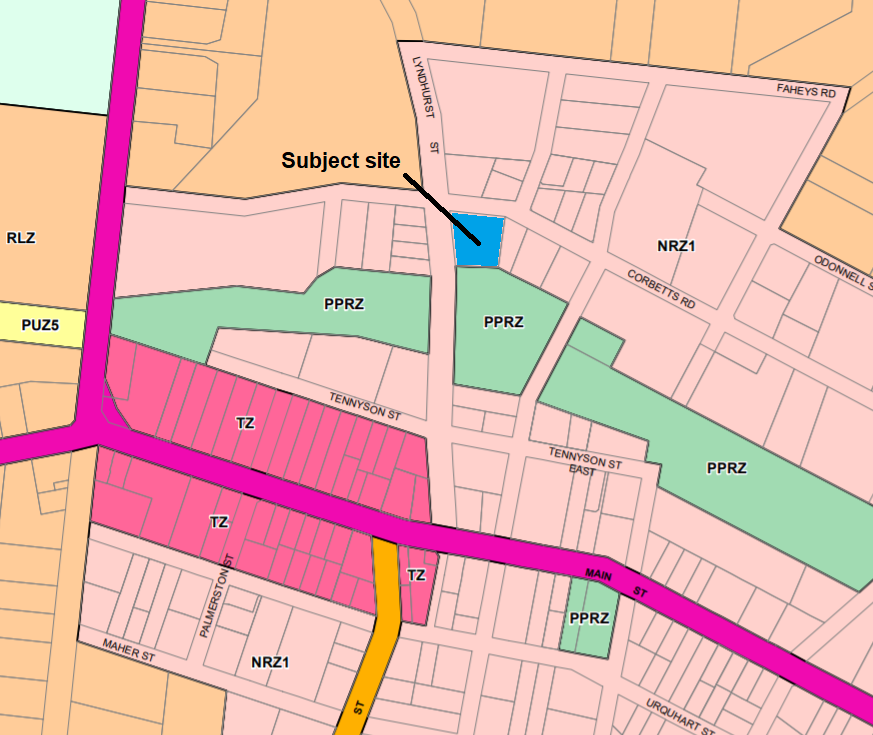 LYNDHURST ST
FAHEYS RD
Subject site
RLZ
NRZ1
ODONNELL S
CORBETTS RD
PPRZ
PPRZ
PUZ5
TENNYSON ST
TZ
TENNYSON ST
EAST
PPRZ
TZ
TZ
MAIN ST
PALMERSTON ST
PPRZ
MAHER ST
NRZ1
ST
URQUHART ST